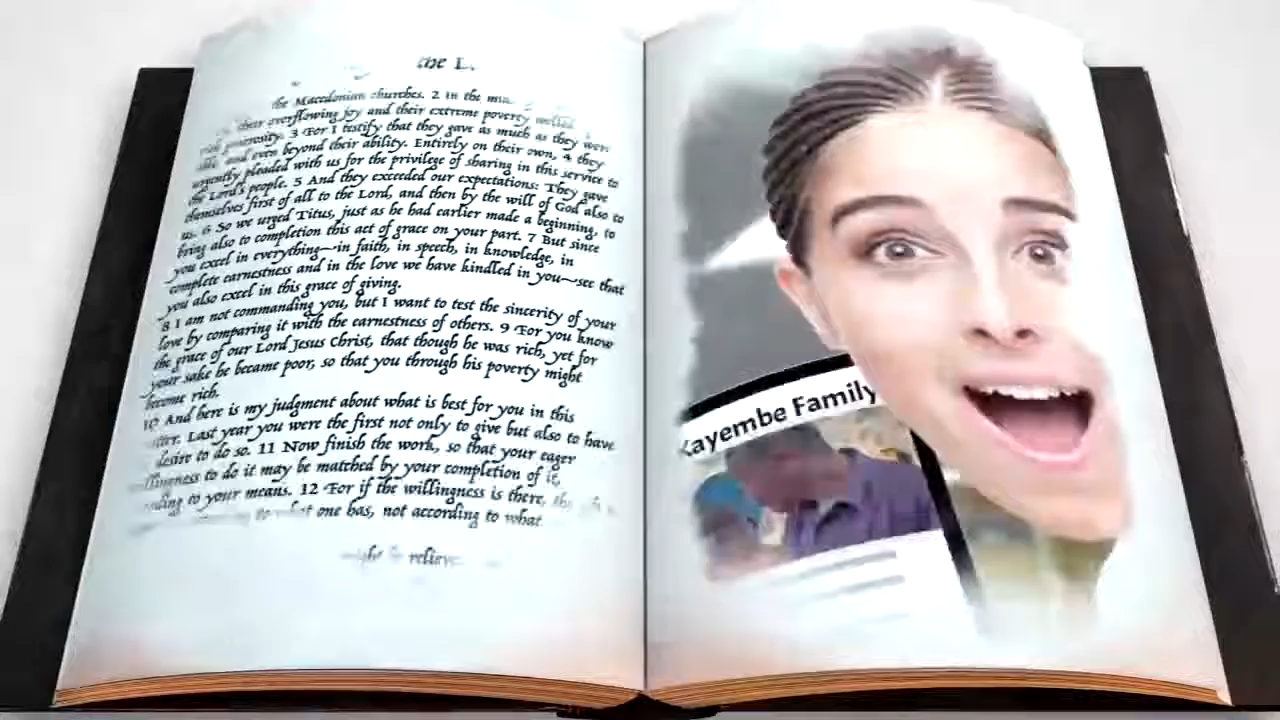 the L
the Macedonian churches. 2 In the
their overflowing joy and their extreme poverty welled
rich generosity. 3 For I testify that they gave as much as they were
able, and even beyond their ability. Entirely on their own, 4 they
urgently pleaded with us for the privilege of sharing in this service to
the Lord's people. 5 And they exceeded our expectations: They gave
themselves first of all to the Lord, and then by the will of God also to
us. 6 So we urged Titus, just as he had earlier made a beginning, to
bring also to completion this act of grace on your part. 7 But since
you excel in everything—in faith, in speech, in knowledge, in
complete earnestness and in the love we have kindled in you—see that
you also excel in this grace of giving.
8 I am not commanding you, but I want to test the sincerity of your
love by comparing it with the earnestness of others. 9 For you know
the grace of our Lord Jesus Christ, that though he was rich, yet for
your sake he became poor, so that you through his poverty might
become rich.
10 And here is my judgment about what is best for you in this
Last year you were the first not only to give but also to have
desire to do so. 11 Now finish the work, so that your eager
willingness to do it may be matched by your completion of it,
to your means. 12 For if the willingness is there, the
to what one has, not according to what
relieve
Kayembe Family